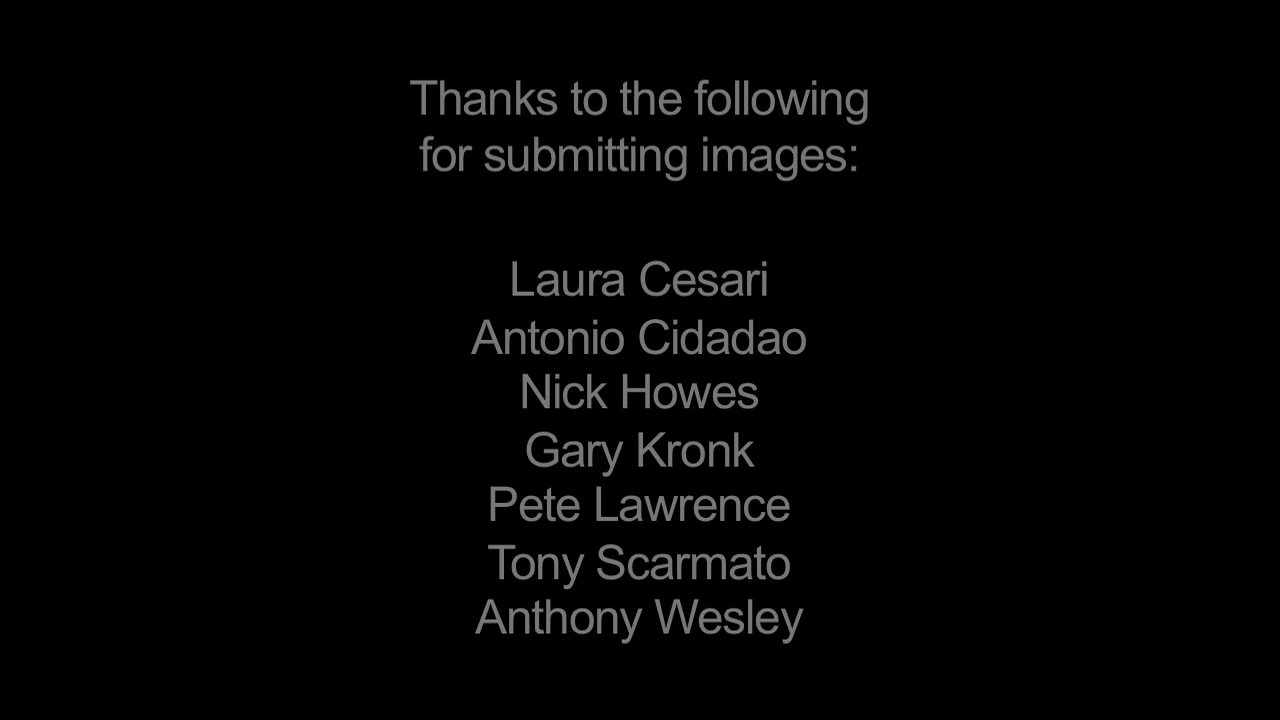 Thanks to the following
for submitting images:
Laura Cesari
Antonio Cidadao
Nick Howes
Gary Kronk
Pete Lawrence
Tony Scarmato
Anthony Wesley